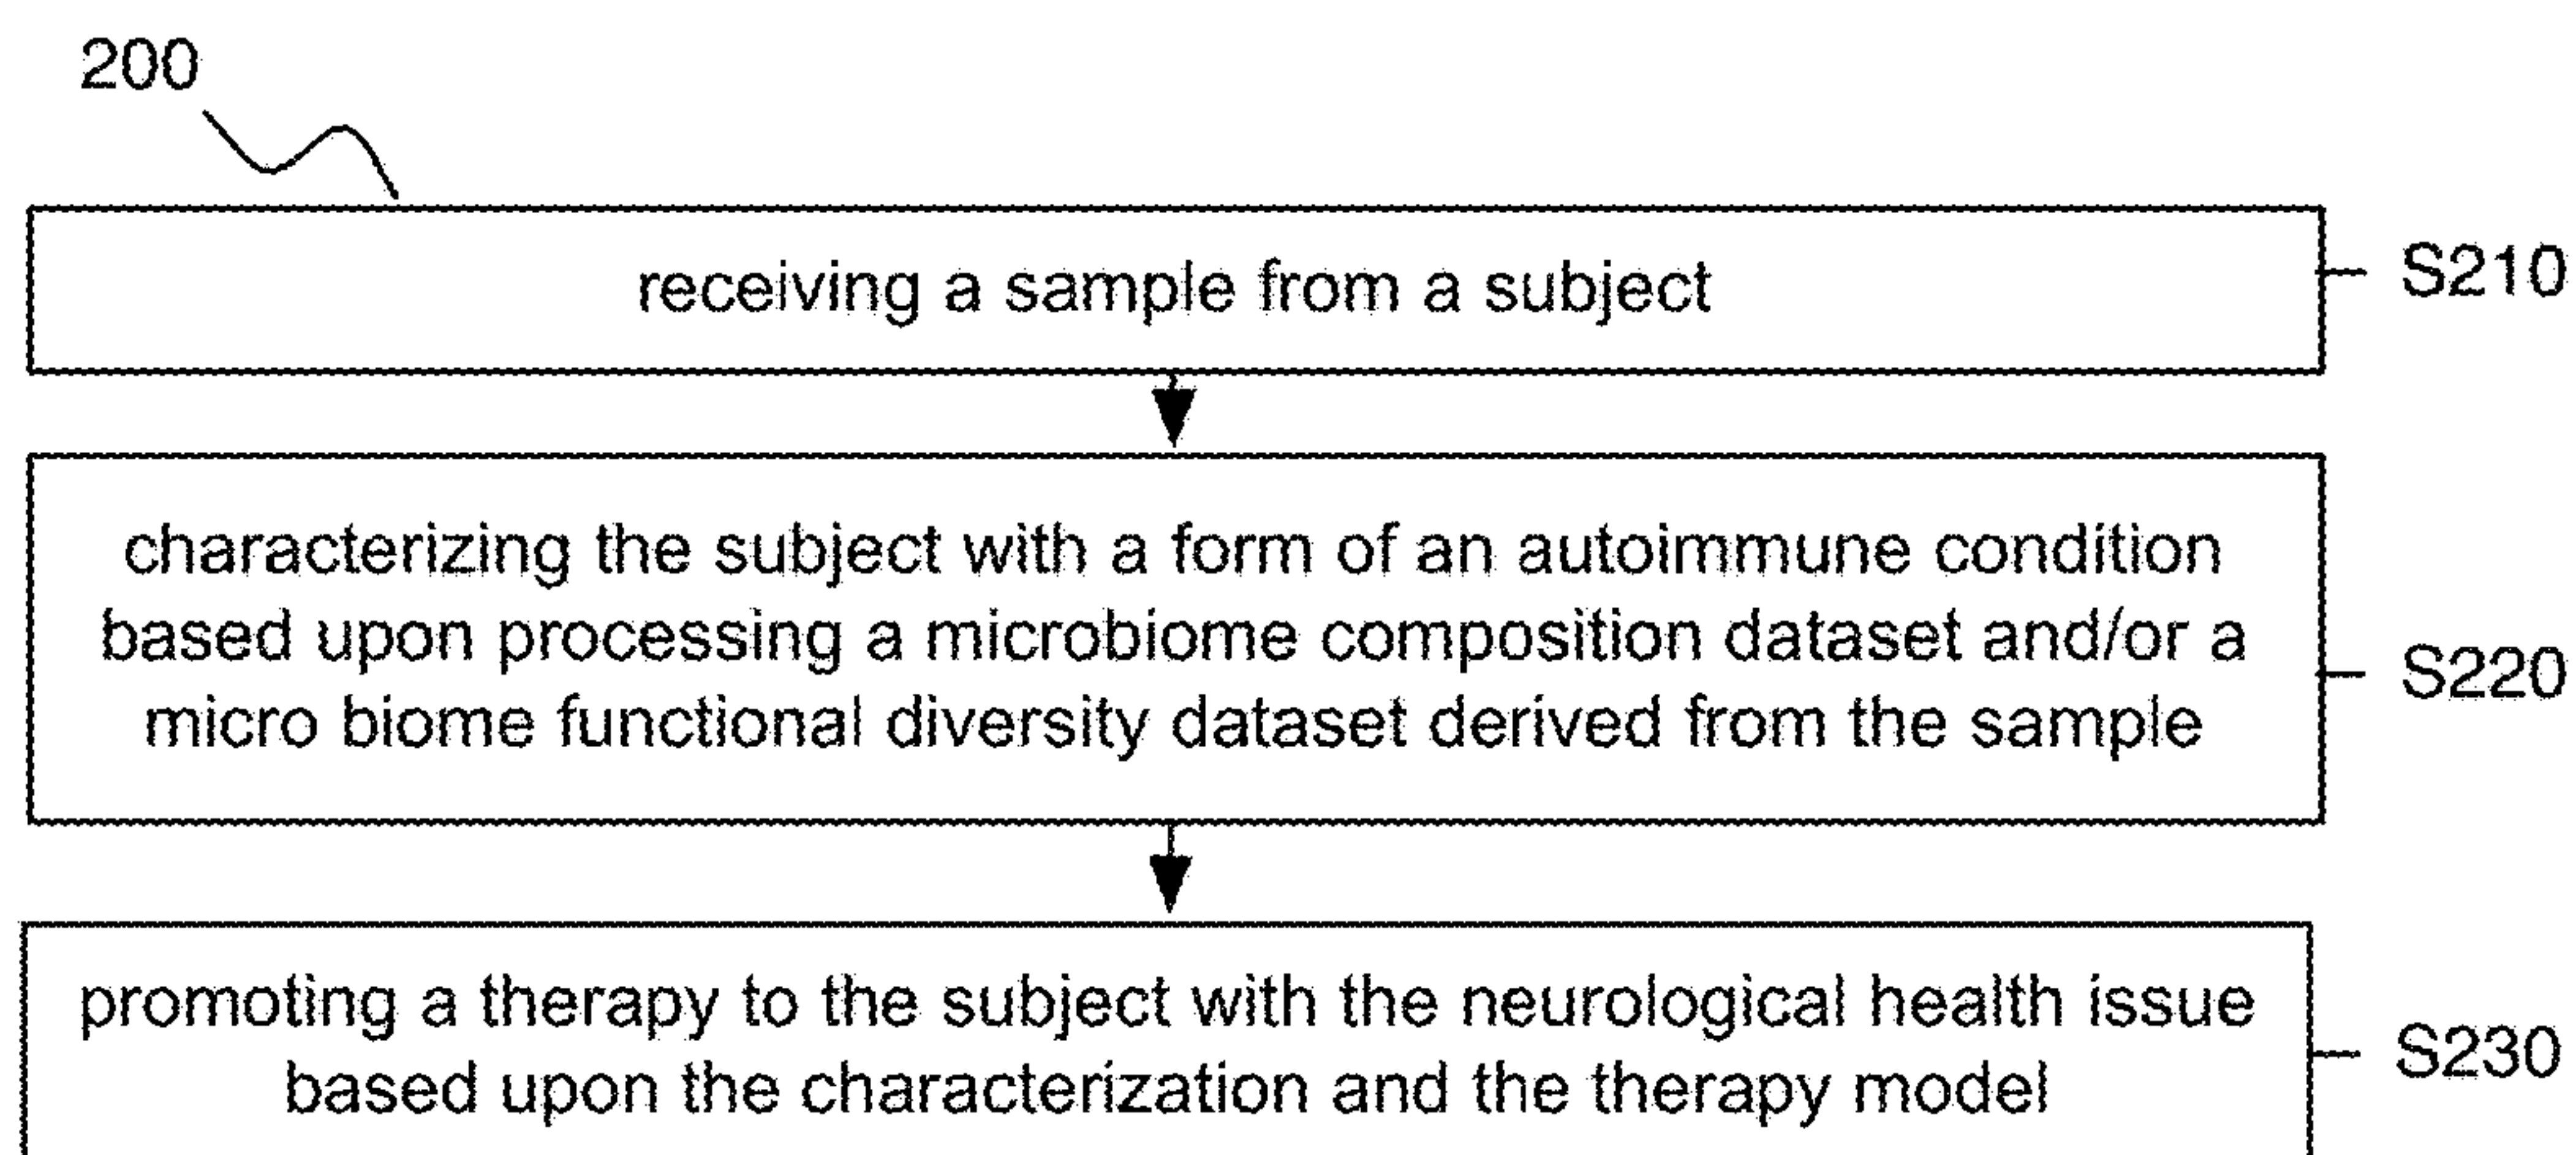 200
receiving a sample from a subject
S210
characterizing the subject with a form of an autoimmune condition
based upon processing a microbiome composition dataset and/or a
micro biome functional diversity dataset derived from the sample
S220
promoting a therapy to the subject with the neurological health issue
based upon the characterization and the therapy model
S230